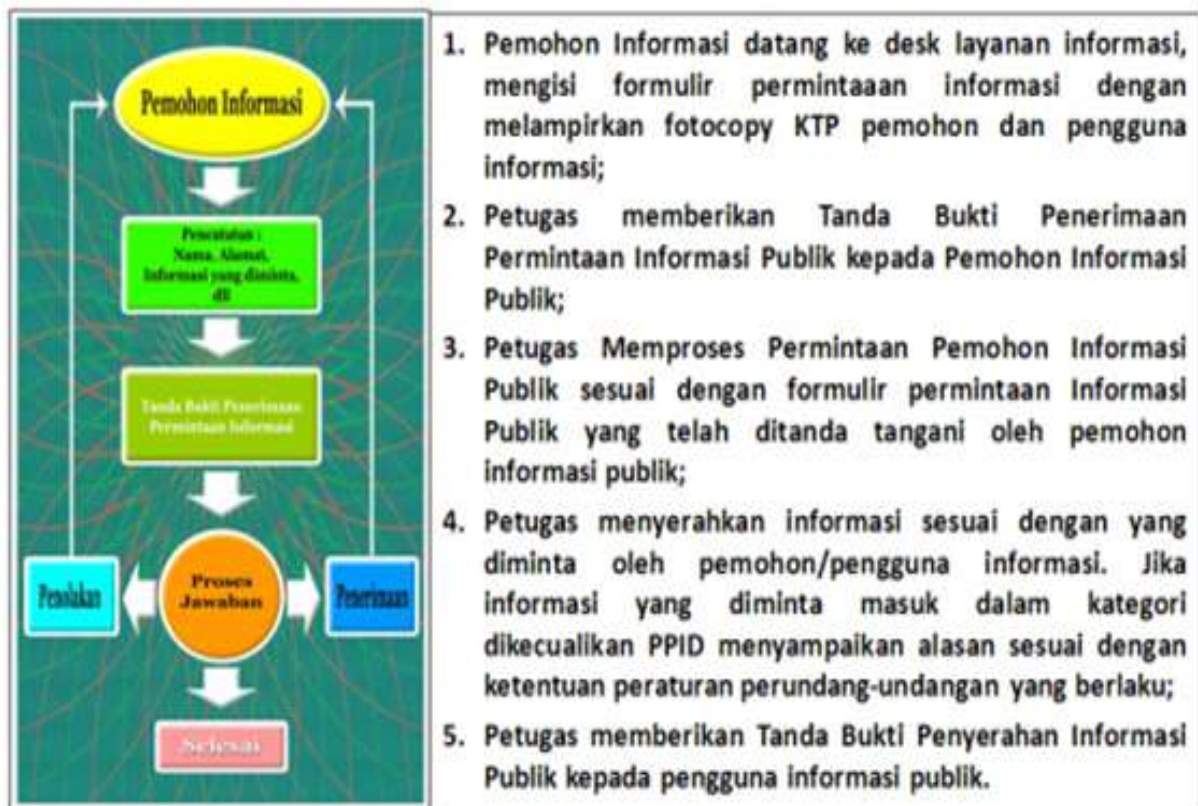 Pemohon Informasi
Pencatatan :
Nama, Alamat,
Informasi yang diminta,
dll
Tanda Bukti Penerimaan
Permintaan Informasi
Penolakan
Proses
Jawaban
Penerimaan
Selesai
1. Pemohon Informasi datang ke desk layanan informasi,
mengisi formulir permintaaan informasi dengan
melampirkan fotocopy KTP pemohon dan pengguna
informasi;
2. Petugas memberikan Tanda Bukti Penerimaan
Permintaan Informasi Publik kepada Pemohon Informasi
Publik;
3. Petugas Memproses Permintaan Pemohon Informasi
Publik sesuai dengan formulir permintaan Informasi
Publik yang telah ditanda tangani oleh pemohon
informasi publik;
4. Petugas menyerahkan informasi sesuai dengan yang
diminta oleh pemohon/pengguna informasi. Jika
informasi yang diminta masuk dalam kategori
dikecualikan PPID menyampaikan alasan sesuai dengan
ketentuan peraturan perundang-undangan yang berlaku;
5. Petugas memberikan Tanda Bukti Penyerahan Informasi
Publik kepada pengguna informasi publik.